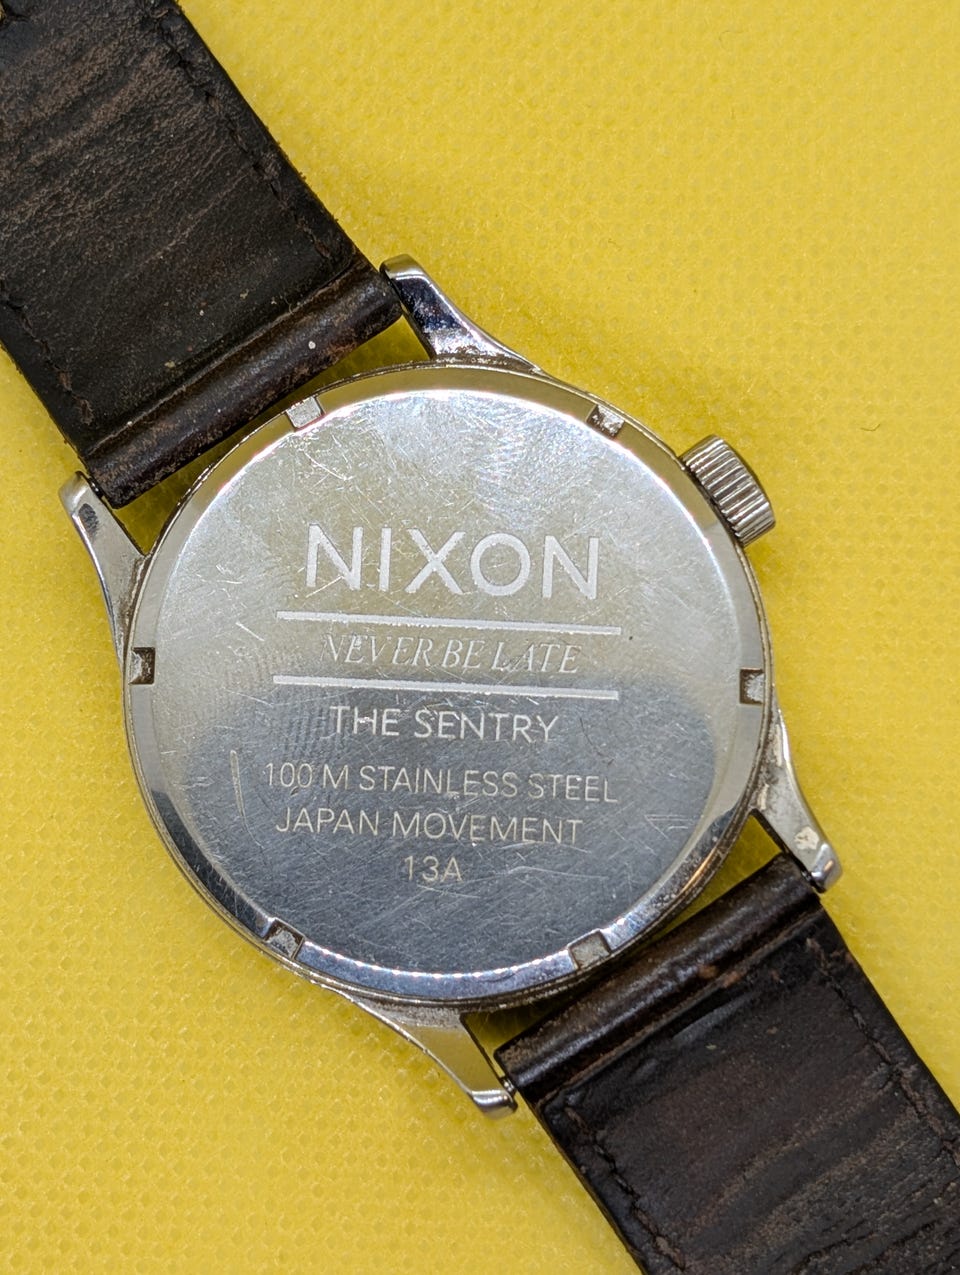 NIXON
NEVER BE LATE
THE SENTRY
100 M STAINLESS STEEL
JAPAN MOVEMENT
13A